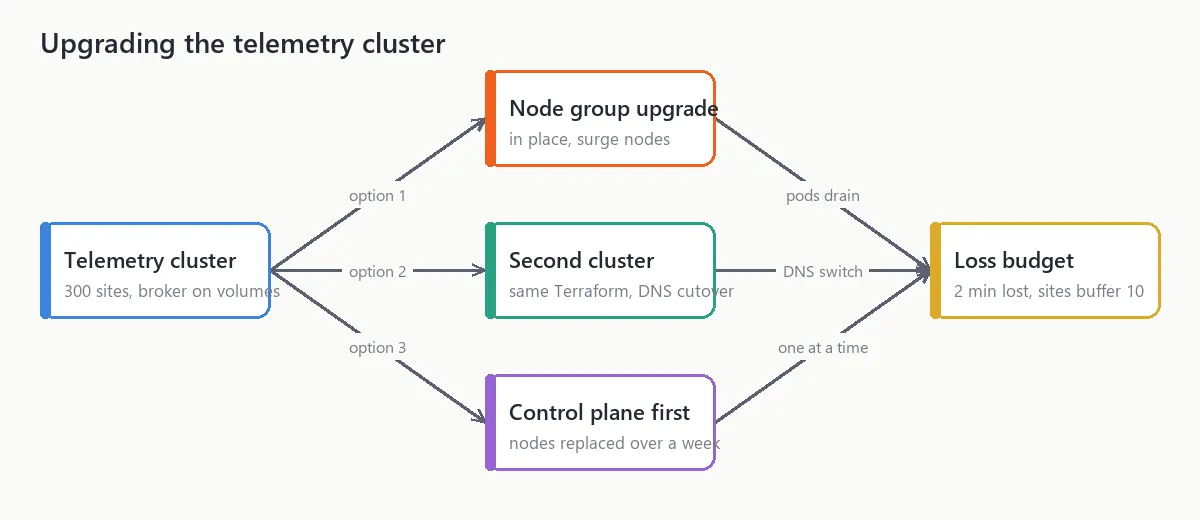 Upgrading the telemetry cluster
Node group upgrade
in place, surge nodes
option 1
pods drain
Telemetry cluster
300 sites, broker on volumes
option 2
Second cluster
same Terraform, DNS cutover
DNS switch
Loss budget
2 min lost, sites buffer 10
option 3
one at a time
Control plane first
nodes replaced over a week